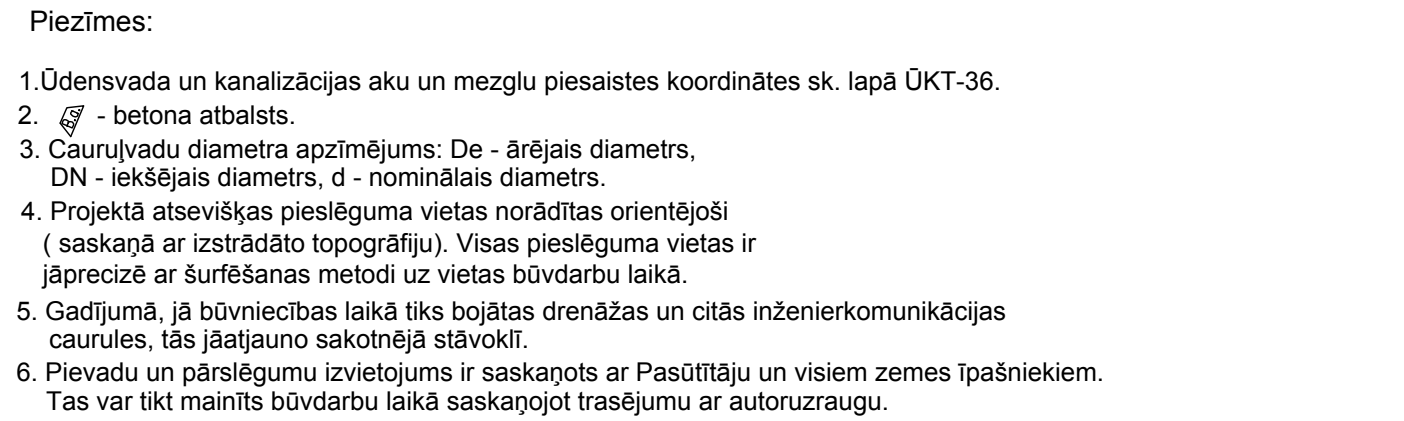 Piezīmes:
1.Ūdensvada un kanalizācijas aku un mezglu piesaistes koordinātes sk. lapā ŪKT-36.
2. B.a. - betona atbalsts.
3. Cauruļvadu diametra apzīmējums: De - ārējais diametrs,
DN - iekšējais diametrs, d - nominālais diametrs.
4. Projektā atsevišķas pieslēguma vietas norādītas orientējoši
( saskaņā ar izstrādāto topogrāfiju). Visas pieslēguma vietas ir
jāprecizē ar šurfēšanas metodi uz vietas būvdarbu laikā.
5. Gadījumā, jā būvniecības laikā tiks bojātas drenāžas un citās inženierkomunikācijas
caurules, tās jāatjauno sakotnējā stāvoklī.
6. Pievadu un pārslēgumu izvietojums ir saskaņots ar Pasūtītāju un visiem zemes īpašniekiem.
Tas var tikt mainīts būvdarbu laikā saskaņojot trasējumu ar autoruzraugu.